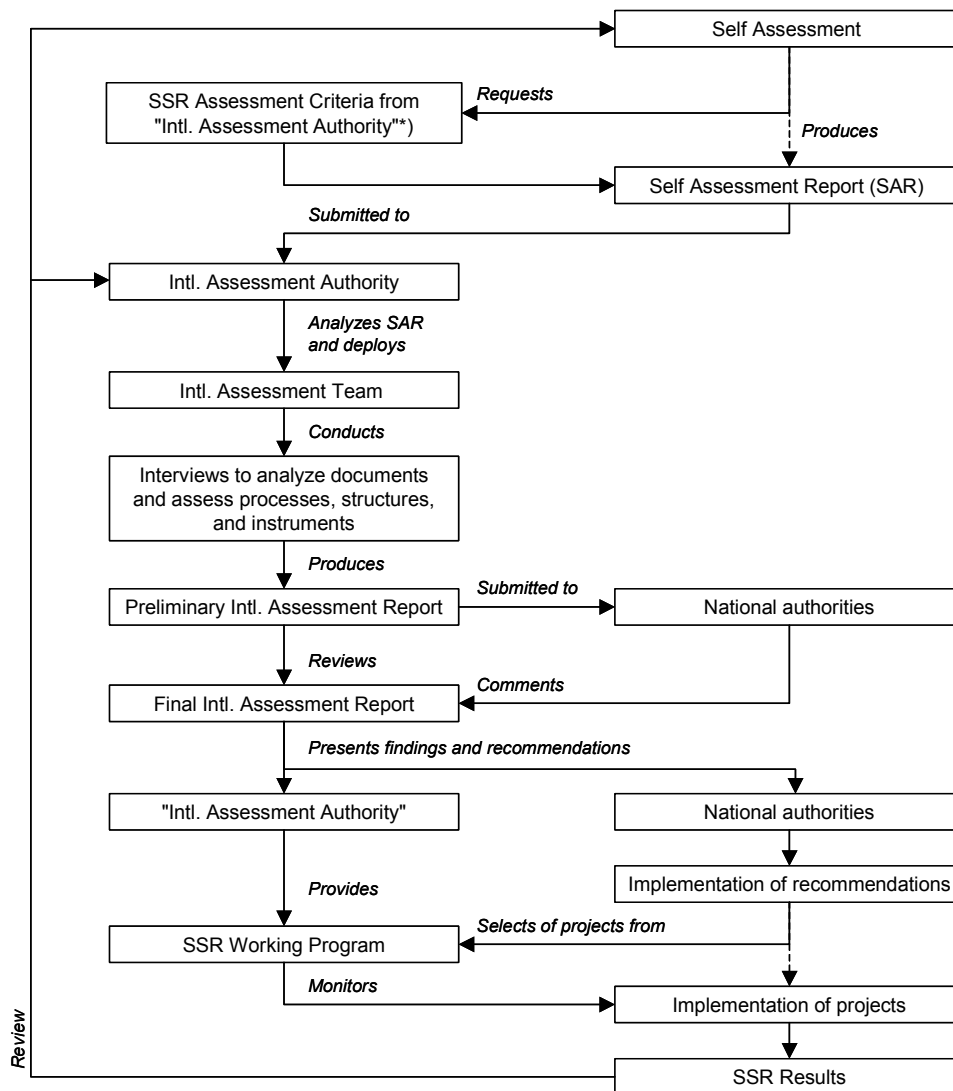 Self Assessment
Requests
SSR Assessment Criteria from
"Intl. Assessment Authority"*)
Produces
Self Assessment Report (SAR)
Submitted to
Intl. Assessment Authority
Analyzes SAR
and deploys
Intl. Assessment Team
Conducts
Interviews to analyze documents
and assess processes, structures,
and instruments
Produces
Submitted to
Preliminary Intl. Assessment Report
National authorities
Reviews
Comments
Final Intl. Assessment Report
Presents findings and recommendations
"Intl. Assessment Authority"
National authorities
Implementation of recommendations
Provides
Selects of projects from
SSR Working Program
Monitors
Implementation of projects
Review
SSR Results